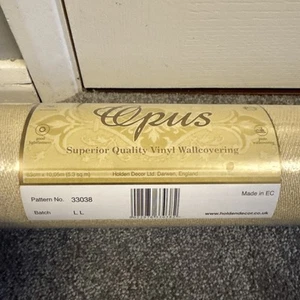 Opus
Superior Quality Vinyl Wallcovering
Holden Decor Ltd. Darwen, England
Pattern No. 33038
Made in EC
Batch L L
www.holdendecor.co.uk